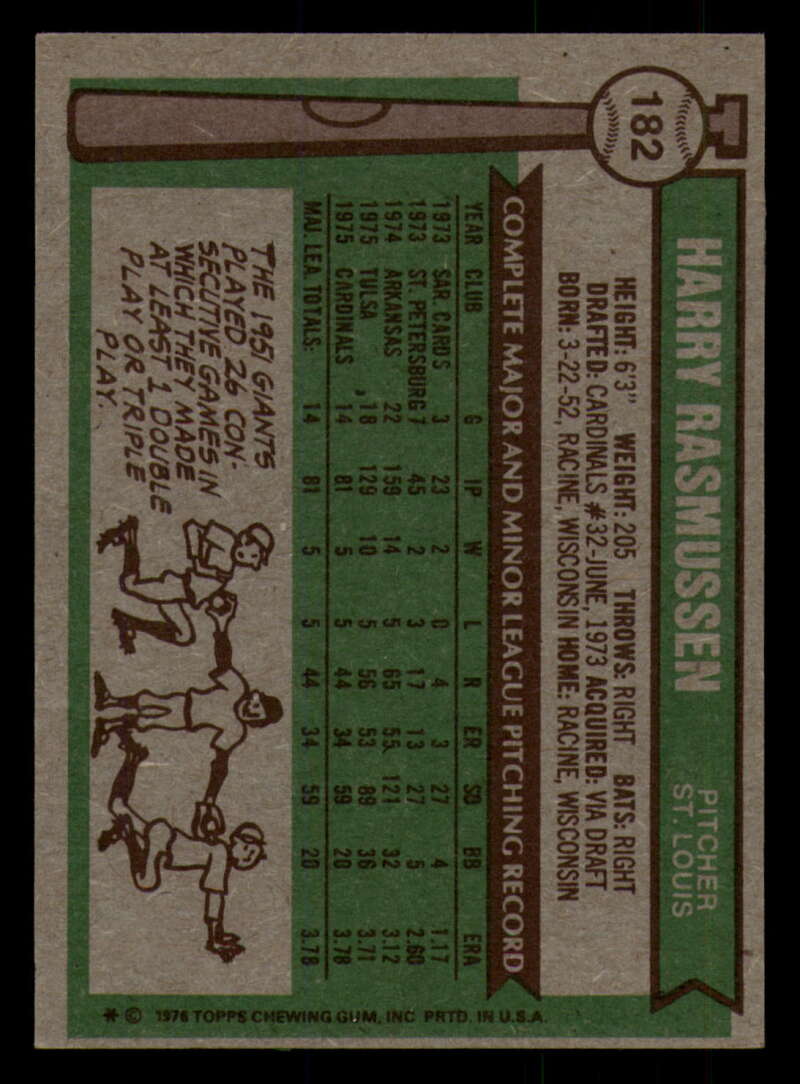 182
HARRY RASMUSSEN
PITCHER
ST. LOUIS
HEIGHT: 6'3" WEIGHT: 205 THROWS: RIGHT BATS: RIGHT
DRAFTED: CARDINALS #32-JUNE, 1973 ACQUIRED: VIA DRAFT
BORN: 3-22-52, RACINE, WISCONSIN HOME: RACINE, WISCONSIN
COMPLETE MAJOR AND MINOR LEAGUE PITCHING RECORD
YEAR CLUB G IP W L R ER SO BB ERA
1973 SAR. CARDS 3 23 2 0 4 3 27 4 1.17
1973 ST. PETERSBURG 7 45 2 3 17 13 27 5 2.60
1974 ARKANSAS 22 159 14 5 65 55 121 32 3.12
1975 TULSA 18 129 10 5 56 53 89 36 3.71
1975 CARDINALS 14 81 5 5 44 34 59 20 3.78
MAJ. LEA. TOTALS: 14 81 5 5 44 34 59 20 3.78
THE 1951 GIANTS
PLAYED 26 CON-
SECUTIVE GAMES IN
WHICH THEY MADE
AT LEAST 1 DOUBLE
PLAY OR TRIPLE
PLAY.
* © 1976 TOPPS CHEWING GUM, INC PRTD. IN U.S.A.